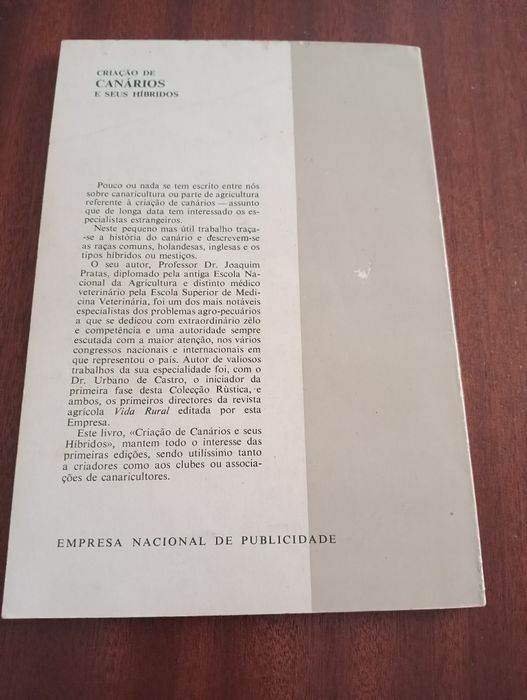 CRIAÇÃO DE
CANÁRIOS
E SEUS HÍBRIDOS
Pouco ou nada se tem escrito entre nós
sobre canaricultura ou parte de agricultura
referente à criação de canários — assunto
que de longa data tem interessado os es-
pecialistas estrangeiros.
Neste pequeno mas útil trabalho traça-
-se a história do canário e descrevem-se
as raças comuns, holandesas, inglesas e os
tipos híbridos ou mestiços.
O seu autor, Professor Dr. Joaquim
Pratas, diplomado pela antiga Escola Na-
cional da Agricultura e distinto médico
veterinário pela Escola Superior de Medi-
cina Veterinária, foi um dos mais notáveis
especialistas dos problemas agro-pecuários
a que se dedicou com extraordinário zêlo
e competência e uma autoridade sempre
escutada com a maior atenção, nos vários
congressos nacionais e internacionais em
que representou o país. Autor de valiosos
trabalhos da sua especialidade foi, com o
Dr. Urbano de Castro, o iniciador da
primeira fase desta Colecção Rùstica, e
ambos, os primeiros directores da revista
agrícola Vida Rural editada por esta
Empresa.
Este livro, «Criação de Canários e seus
Híbridos», mantem todo o interesse das
primeiras edições, sendo utilíssimo tanto
a criadores como aos clubes ou associa-
ções de canaricultores.
EMPRESA NACIONAL DE PUBLICIDADE